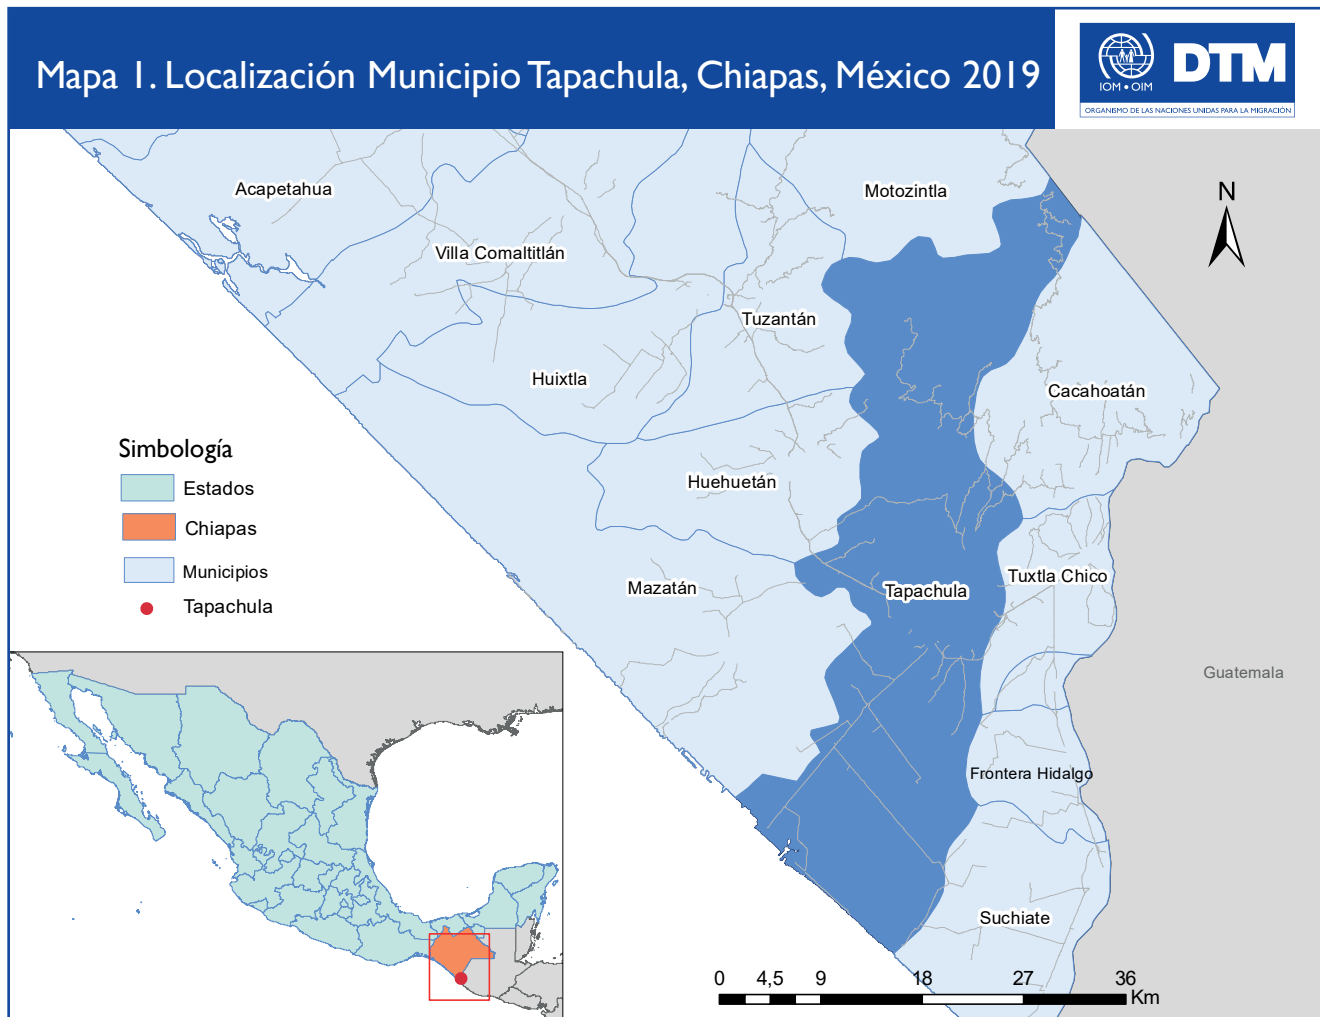 Mapa 1. Localización Municipio Tapachula, Chiapas, México 2019
IOM • OIM
DTM
ORGANISMO DE LAS NACIONES UNIDAS PARA LA MIGRACIÓN
Acapetahua
Motozintla
N
Villa Comaltitlán
Tuzantán
Huixtla
Cacahoatán
Simbología
Estados
Chiapas
Municipios
Tapachula
Huehuetán
Mazatán
Tapachula
Tuxtla Chico
Guatemala
Frontera Hidalgo
Suchiate
0 4,5 9 18 27 36
Km